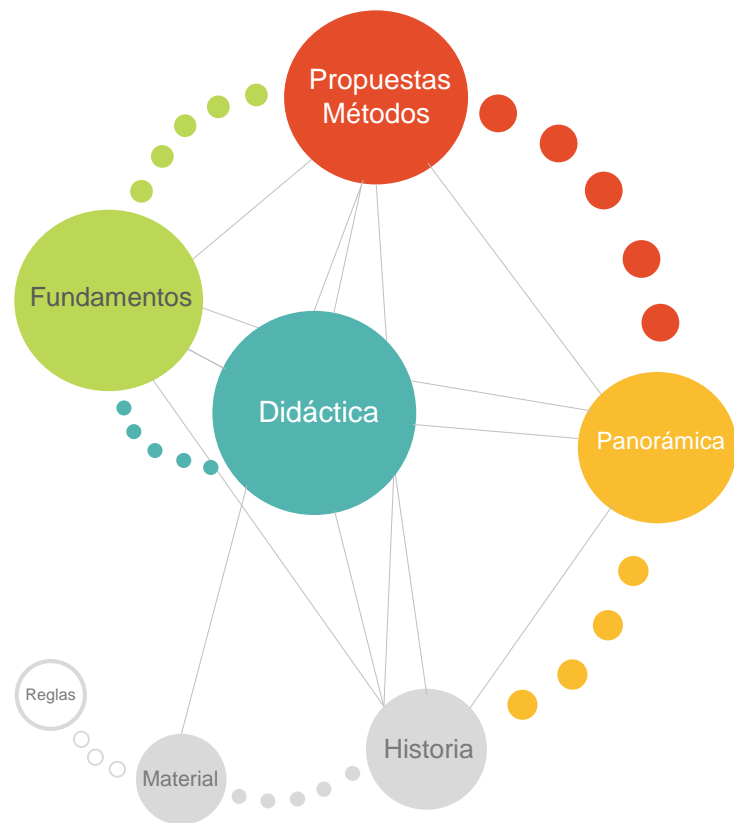 Propuestas
Métodos
Fundamentos
Didáctica
Panorámica
Reglas
Historia
Material